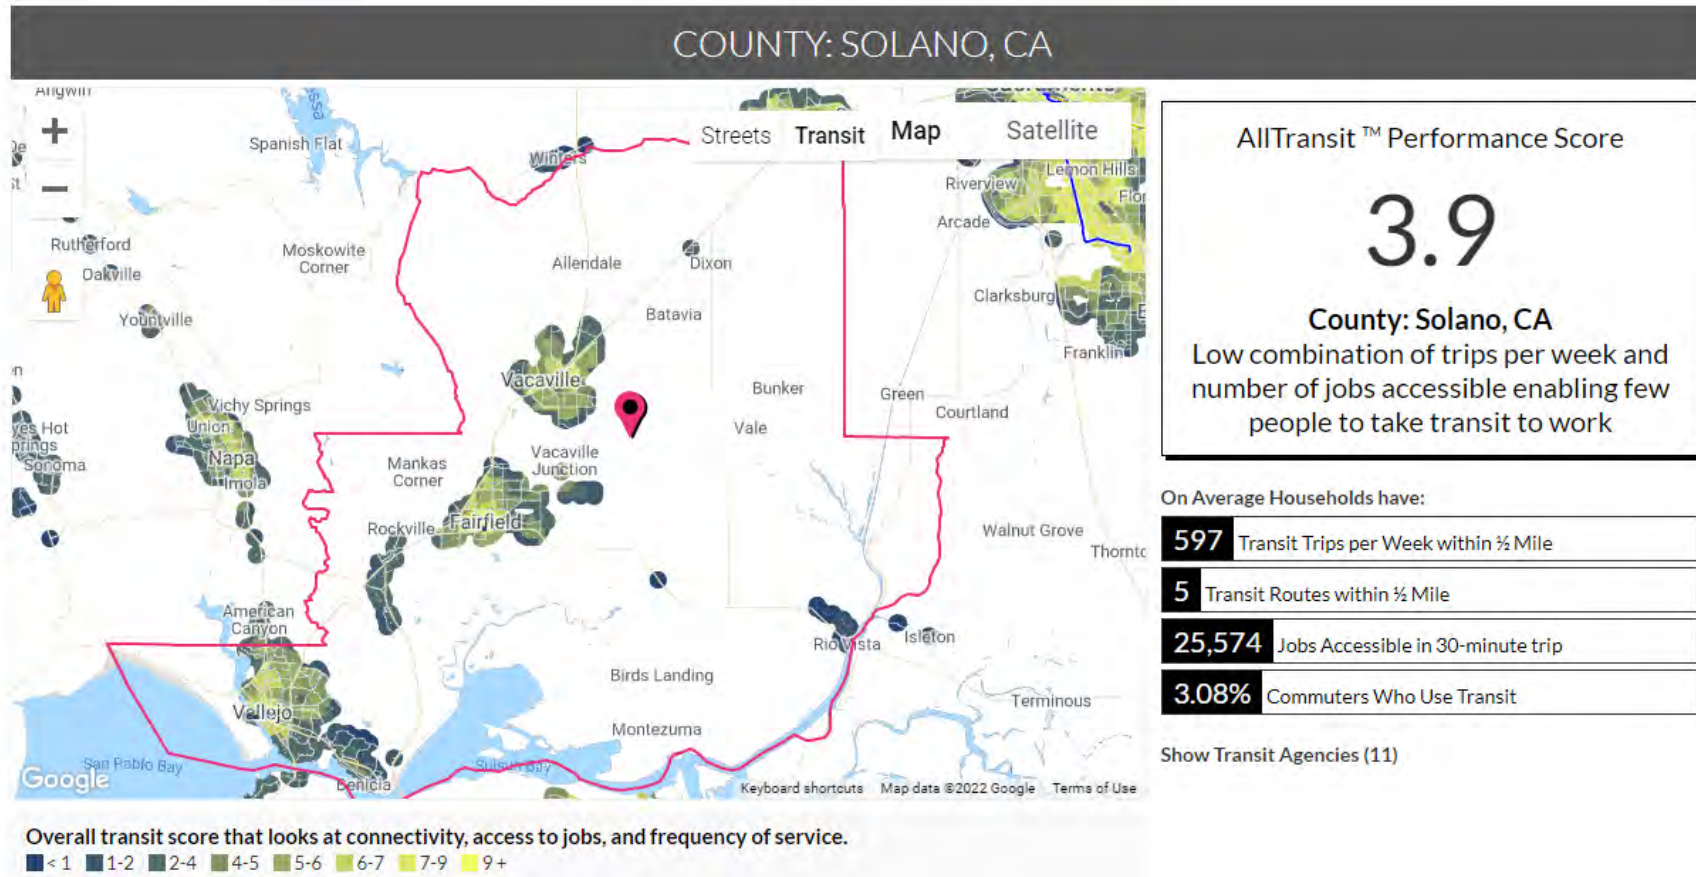 COUNTY: SOLANO, CA
Angwin
Spanish Flat
Winters
Streets Transit Map Satellite
+
−
Rutherford
Oakville
Yountville
Moskowite
Corner
Allendale
Dixon
Batavia
Riverview
Lemon Hills
Arcade
Clarksburg
Franklin
Vacaville
Bunker
Vale
Green
Courtland
Vichy Springs
Union
Napa
Imola
Sonoma
Mankas
Corner
Vacaville
Junction
Rockville
Fairfield
Walnut Grove
American
Canyon
Rio Vista
Isleton
Birds Landing
Terminous
Vallejo
Montezuma
San Pablo Bay
Suisun Bay
Benicia
Google
Keyboard shortcuts Map data ©2022 Google Terms of Use
Overall transit score that looks at connectivity, access to jobs, and frequency of service.
< 1 1-2 2-4 4-5 5-6 6-7 7-9 9 +
AllTransit ™ Performance Score
3.9
County: Solano, CA
Low combination of trips per week and
number of jobs accessible enabling few
people to take transit to work
On Average Households have:
597 Transit Trips per Week within ½ Mile
5 Transit Routes within ½ Mile
25,574 Jobs Accessible in 30-minute trip
3.08% Commuters Who Use Transit
Show Transit Agencies (11)